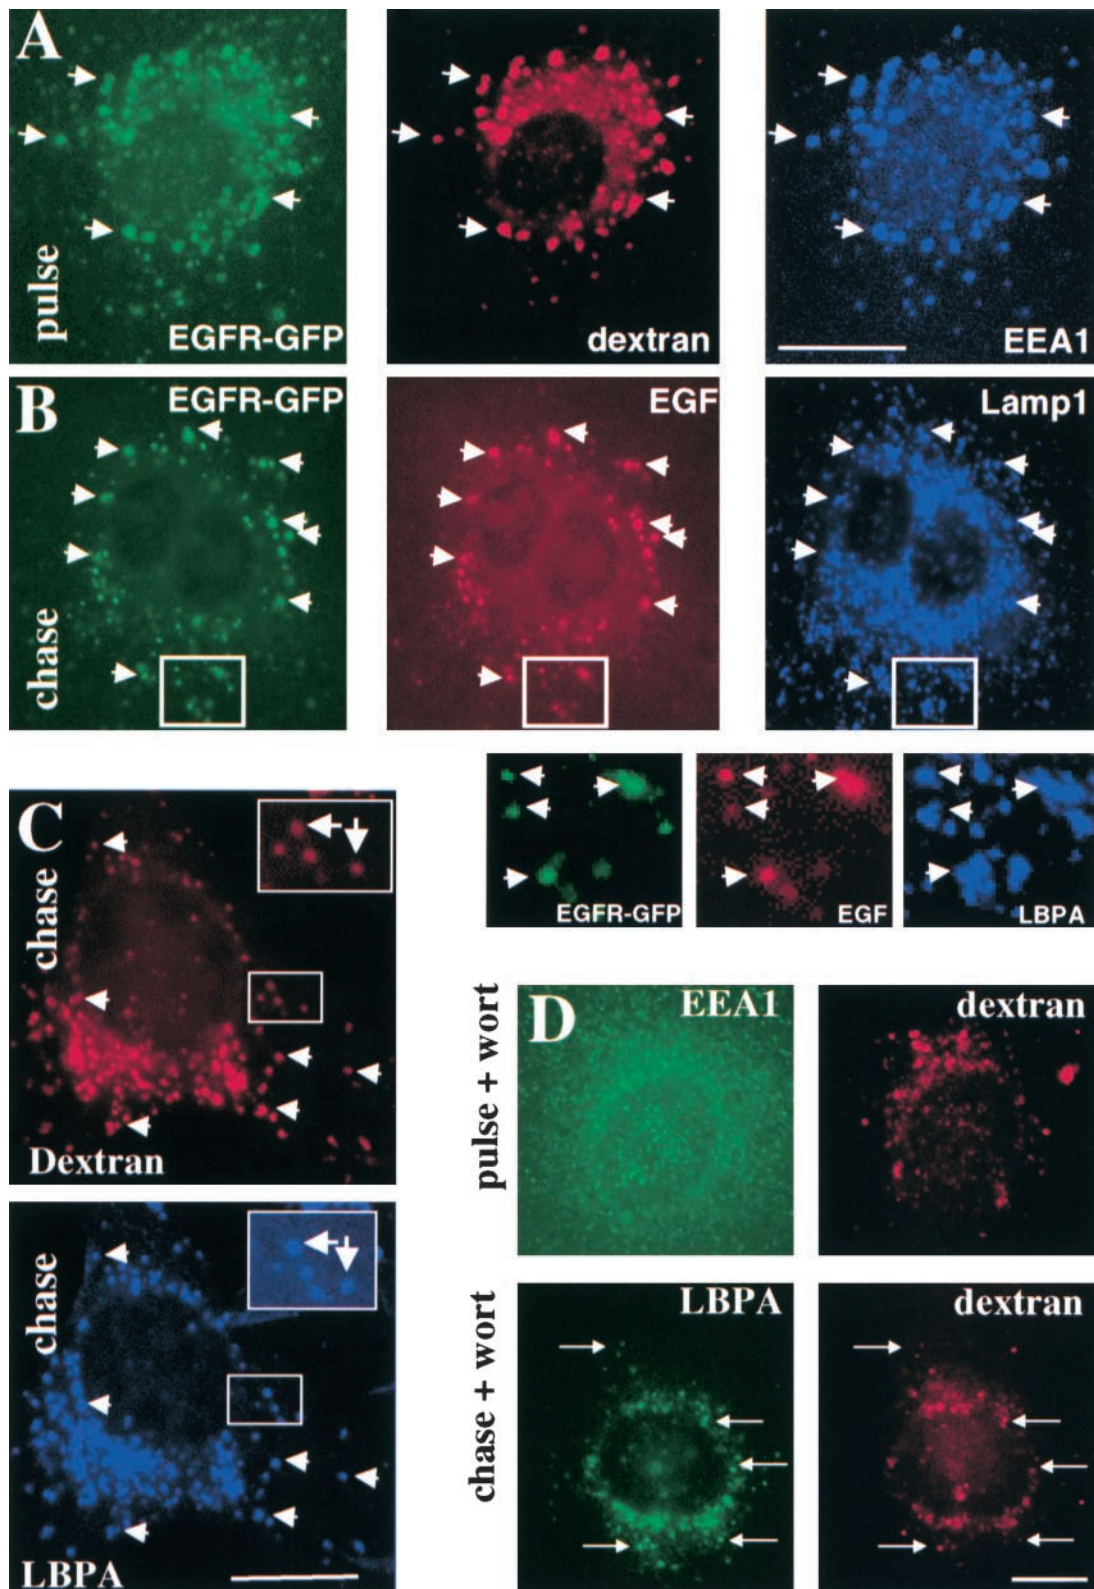 A
pulse
EGFR-GFP
dextran
EEA1
B
chase
EGFR-GFP
EGF
Lamp1
EGFR-GFP
EGF
LBPA
C
chase
Dextran
chase
LBPA
D
pulse + wort
EEA1
dextran
chase + wort
LBPA
dextran